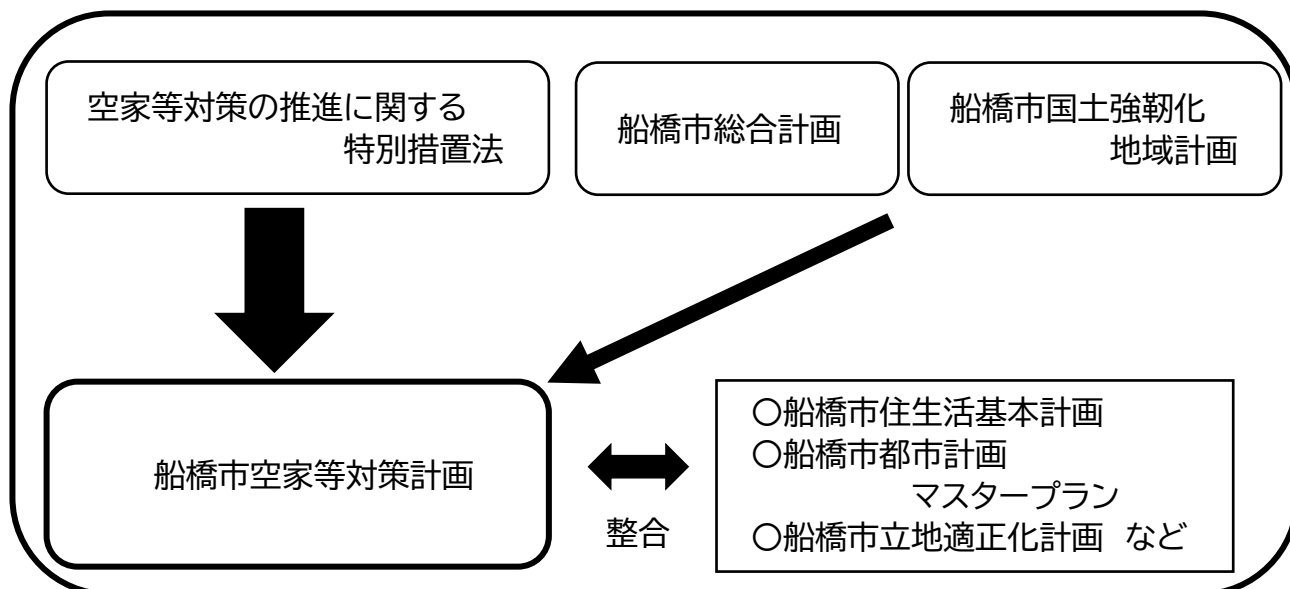 空家等対策の推進に関する
特別措置法
船橋市総合計画
船橋市国土強靭化
地域計画
船橋市空家等対策計画
整合
〇船橋市住生活基本計画
〇船橋市都市計画
マスタープラン
〇船橋市立地適正化計画　など